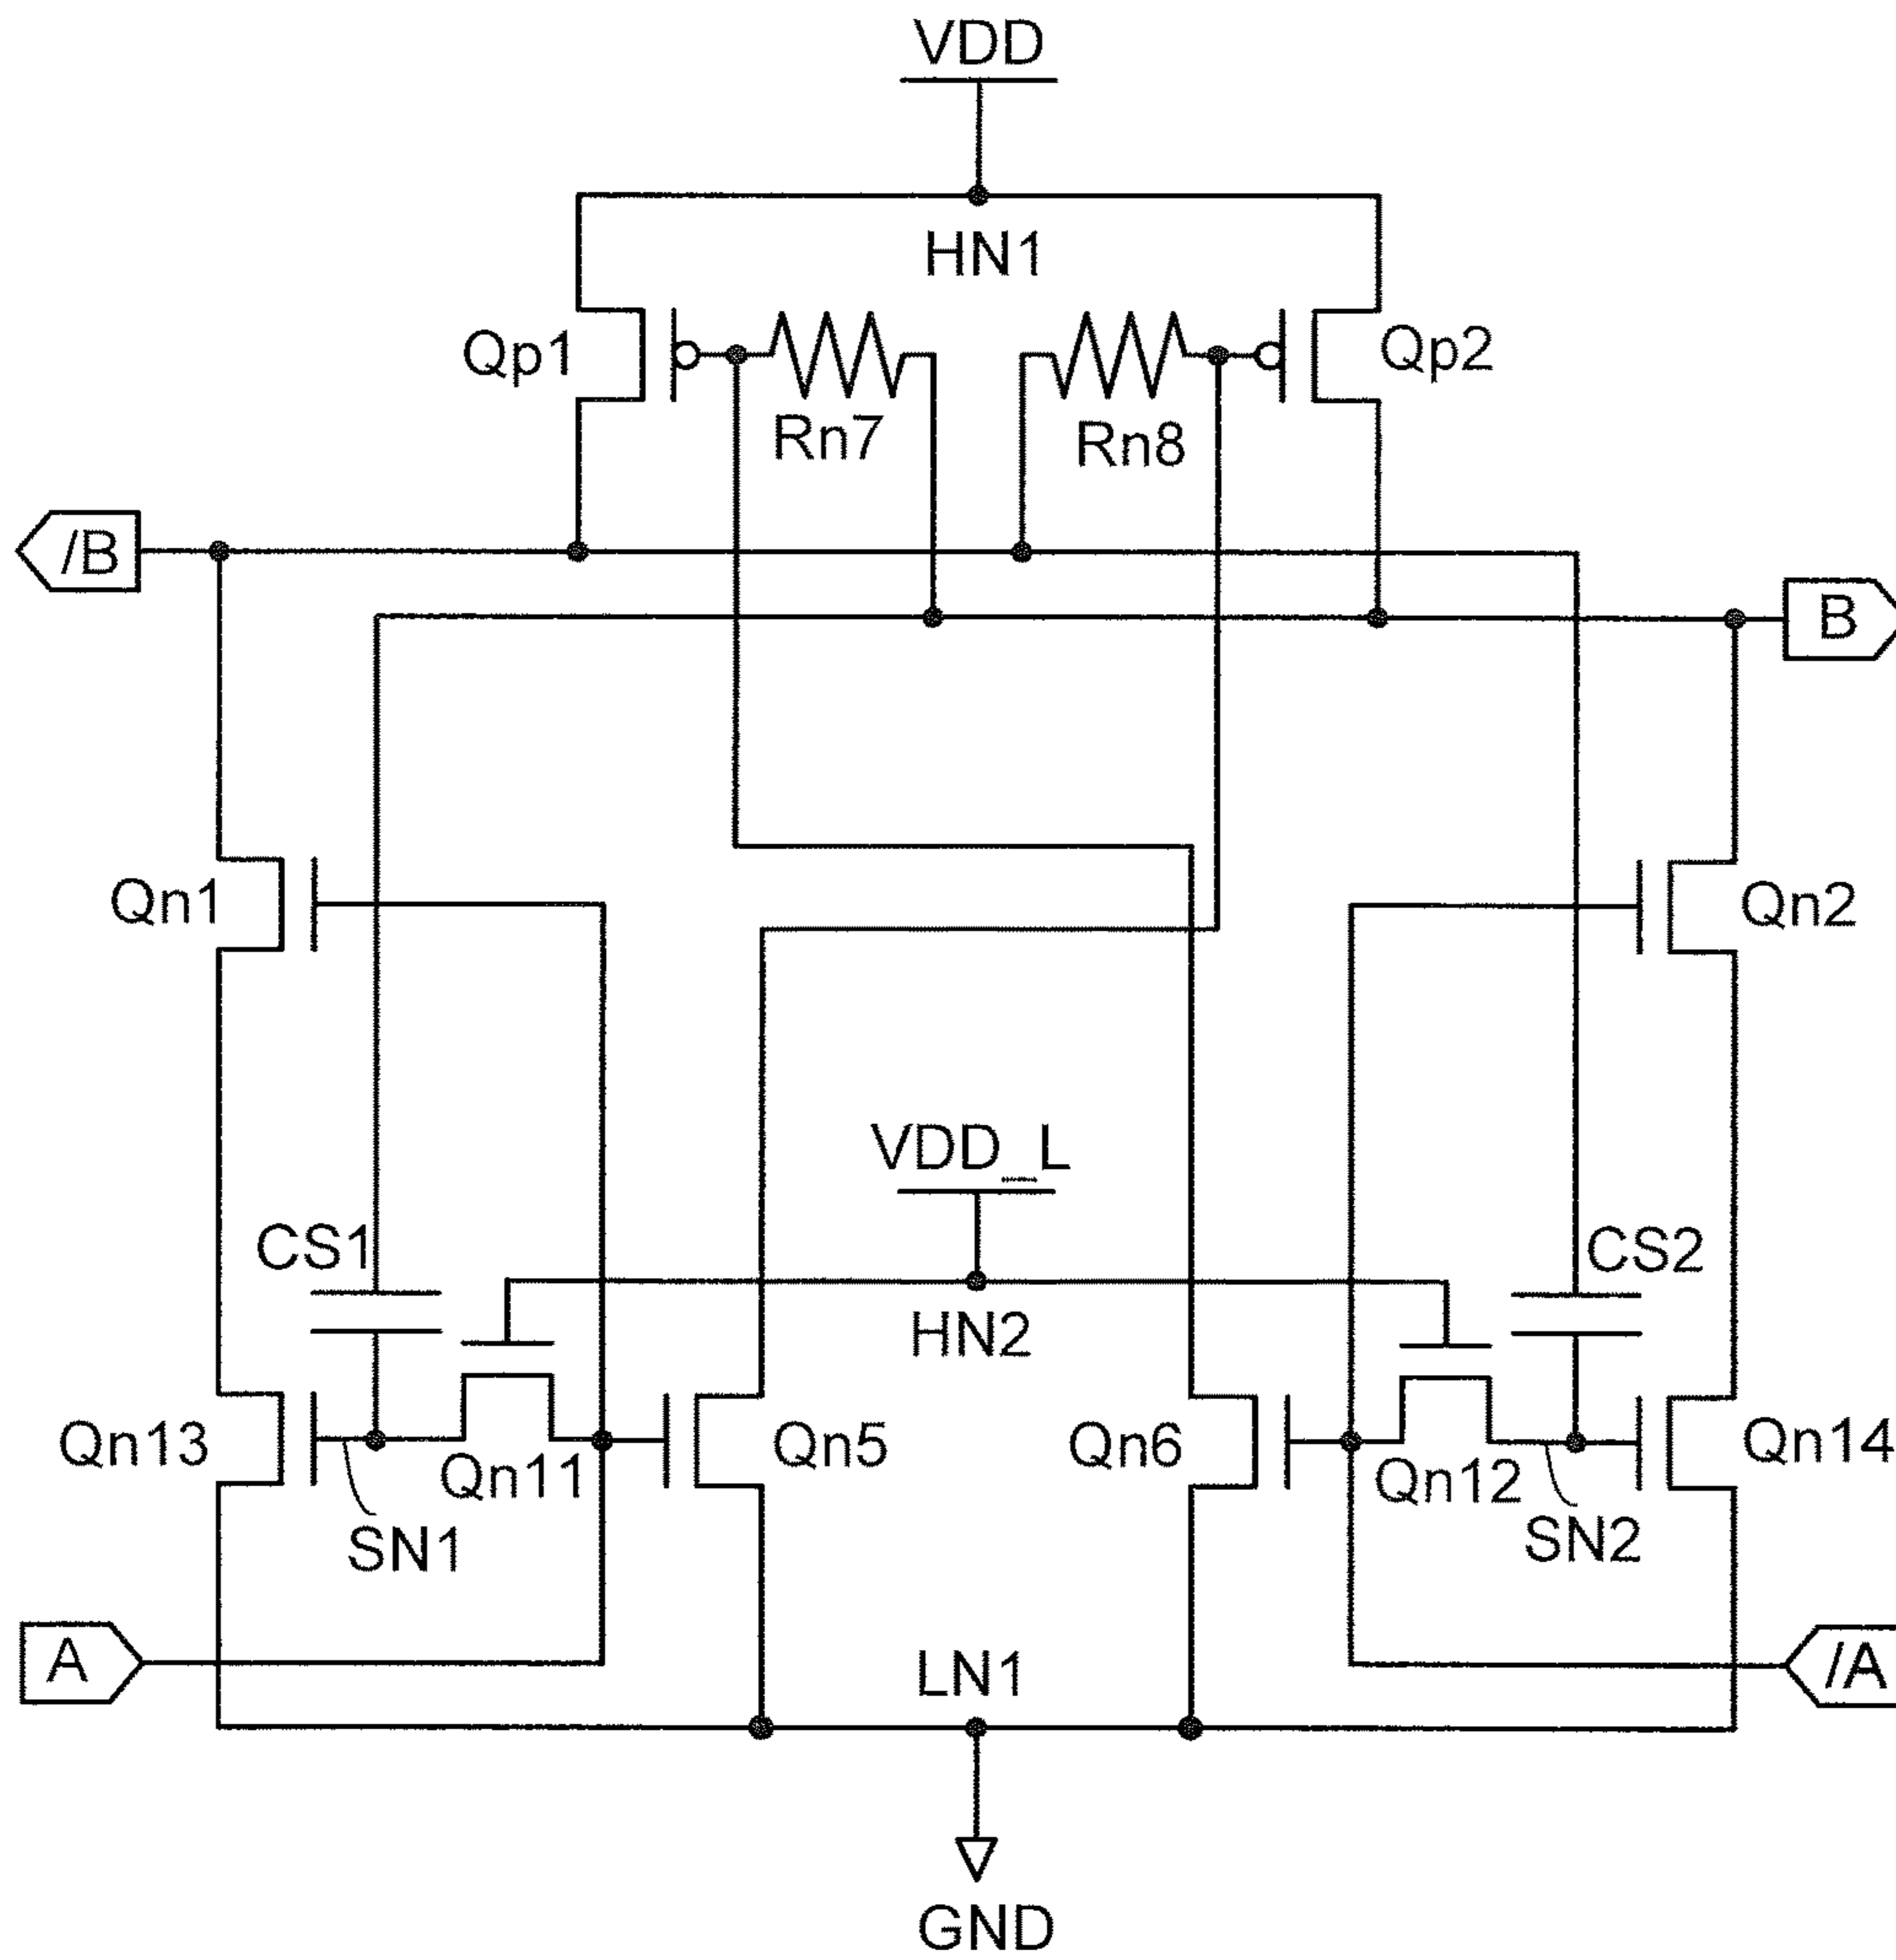 VDD
HN1
Qp1
Qp2
Rn7
Rn8
/B
B
Qn1
Qn2
VDD_L
CS1
CS2
HN2
Qn13
Qn11
Qn5
Qn6
Qn12
Qn14
SN1
SN2
A
LN1
/A
GND